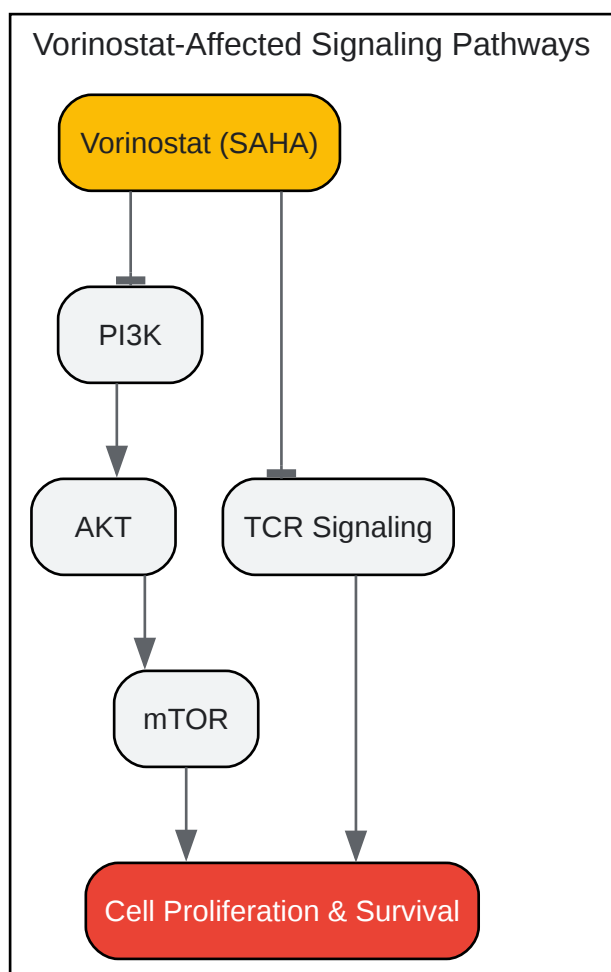 Vorinostat-Affected Signaling Pathways
Vorinostat (SAHA)
PI3K
AKT
TCR Signaling
mTOR
Cell Proliferation & Survival